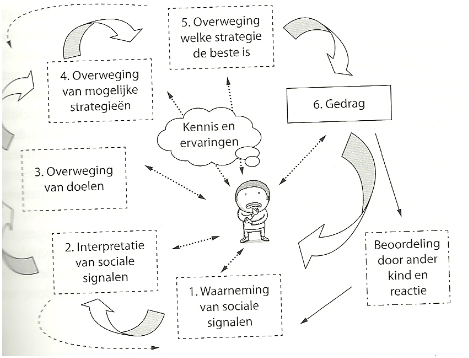 5. Overweging
welke strategie
de beste is
4. Overweging
van mogelijke
strategieën
6. Gedrag
Kennis en
ervaringen
3. Overweging
van doelen
2. Interpretatie
van sociale
signalen
Beoordeling
door ander
kind en
reactie
1. Waarneming
van sociale
signalen